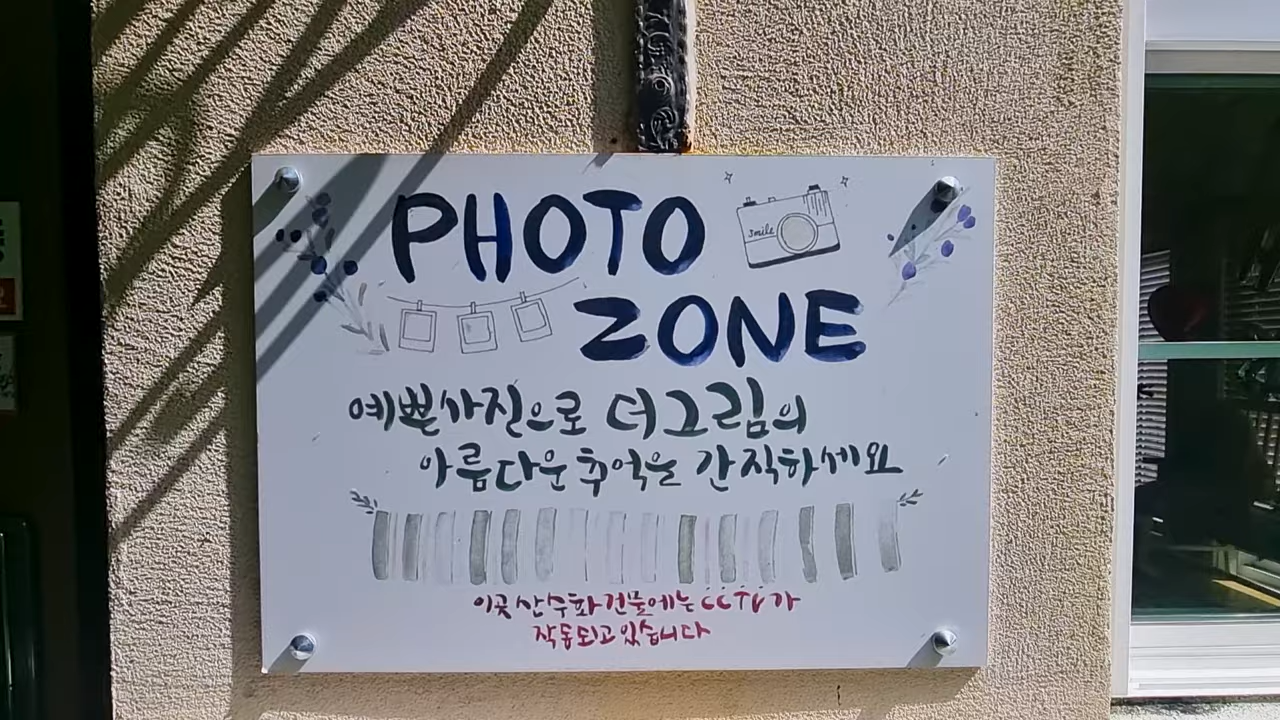 PHOTO
smile
ZONE
예쁜사진으로 더그림의
아름다운 추억을 간직하세요
이곳 산수화 건물에는 CCTV가
작동되고 있습니다